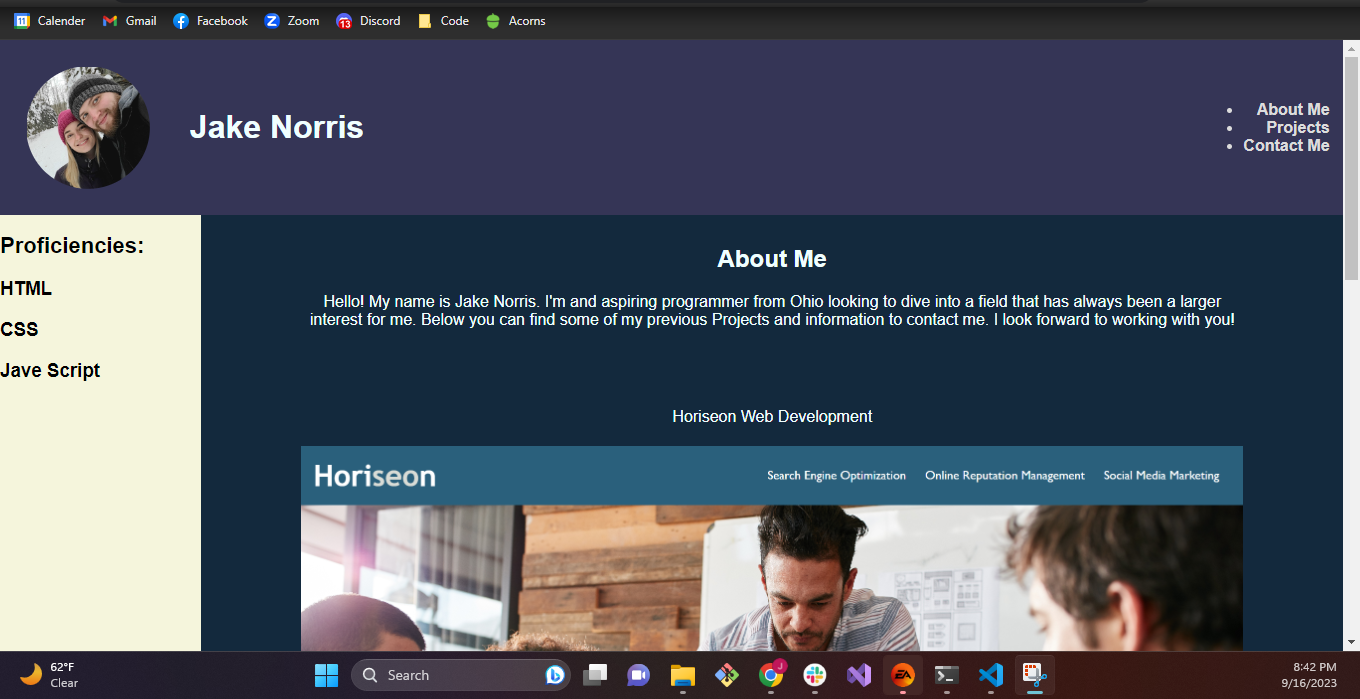 Calender Gmail Facebook Zoom 13 Discord Code Acorns
Jake Norris
About Me
Projects
Contact Me
Proficiencies:
HTML
CSS
Jave Script
About Me
Hello! My name is Jake Norris. I'm and aspiring programmer from Ohio looking to dive into a field that has always been a larger
interest for me. Below you can find some of my previous Projects and information to contact me. I look forward to working with you!
Horiseon Web Development
Horiseon Search Engine Optimization Online Reputation Management Social Media Marketing
62°F
Clear
Search
J
EA
8:42 PM
9/16/2023